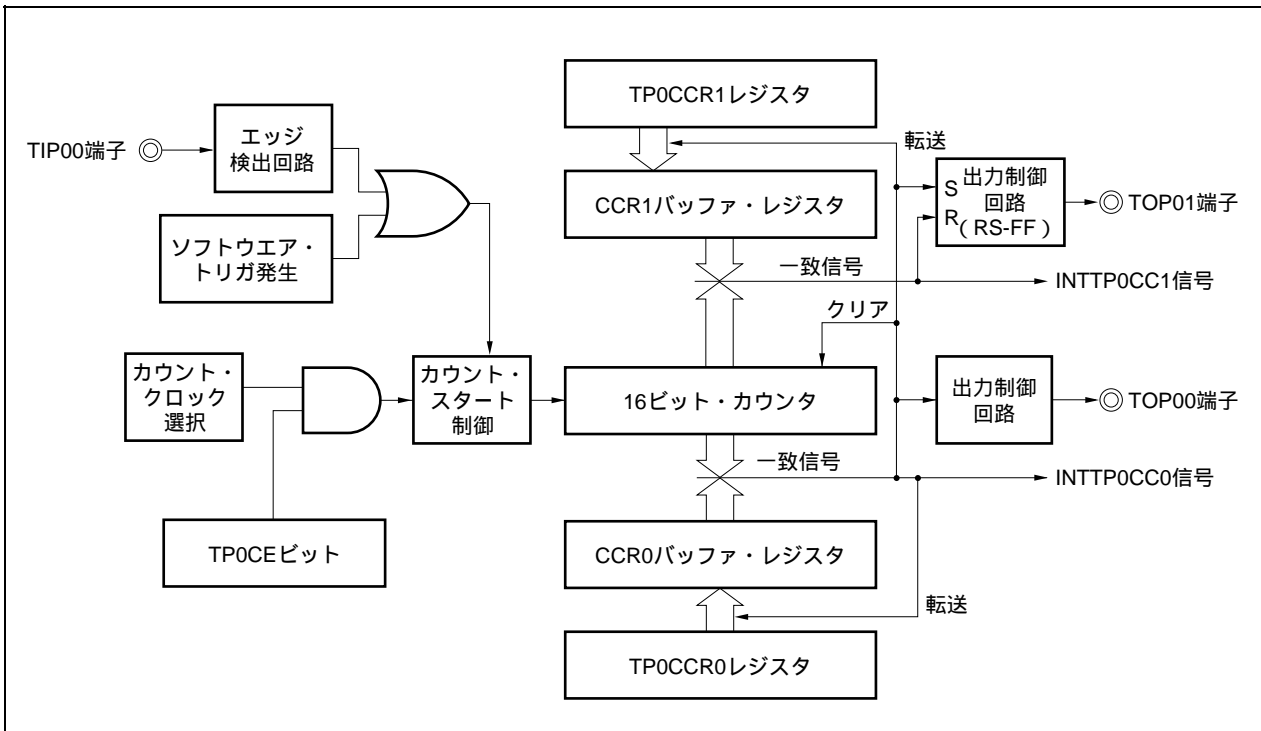 TP0CCR1レジスタ
転送
TIP00端子
エッジ
検出回路
CCR1バッファ・レジスタ
S
R
出力制御
回路
(RS-FF)
TOP01端子
ソフトウエア・
トリガ発生
一致信号
INTTP0CC1信号
クリア
カウント・
クロック
選択
カウント・
スタート
制御
16ビット・カウンタ
出力制御
回路
TOP00端子
一致信号
INTTP0CC0信号
TP0CEビット
CCR0バッファ・レジスタ
転送
TP0CCR0レジスタ